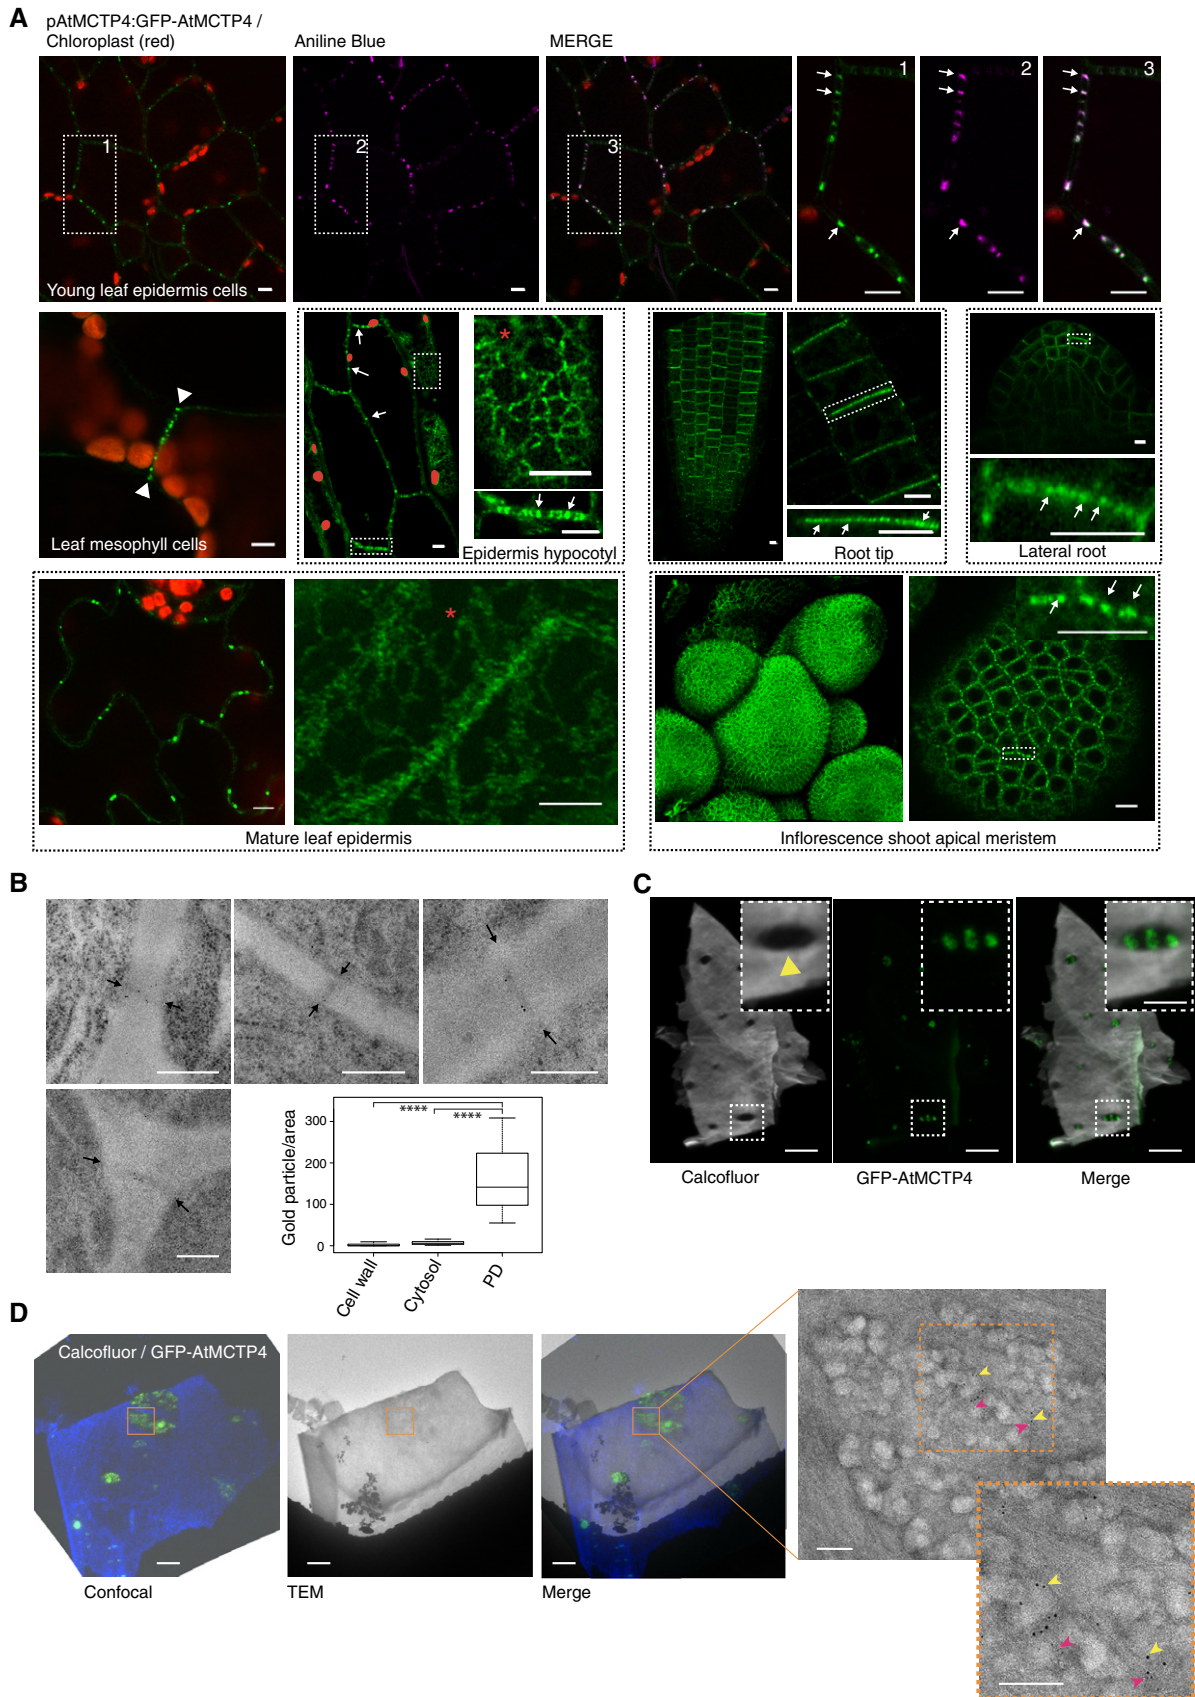 A
pAtMCTP4:GFP-AtMCTP4 /
Chloroplast (red)
Aniline Blue
MERGE
1
2
3
1
2
3
Young leaf epidermis cells
Leaf mesophyll cells
*
Epidermis hypocotyl
Root tip
Lateral root
*
Mature leaf epidermis
Inflorescence shoot apical meristem
B
Gold particle/area
300
200
100
0
****
****
Cell wall
Cytosol
PD
C
Calcofluor
GFP-AtMCTP4
Merge
D
Calcofluor / GFP-AtMCTP4
Confocal
TEM
Merge